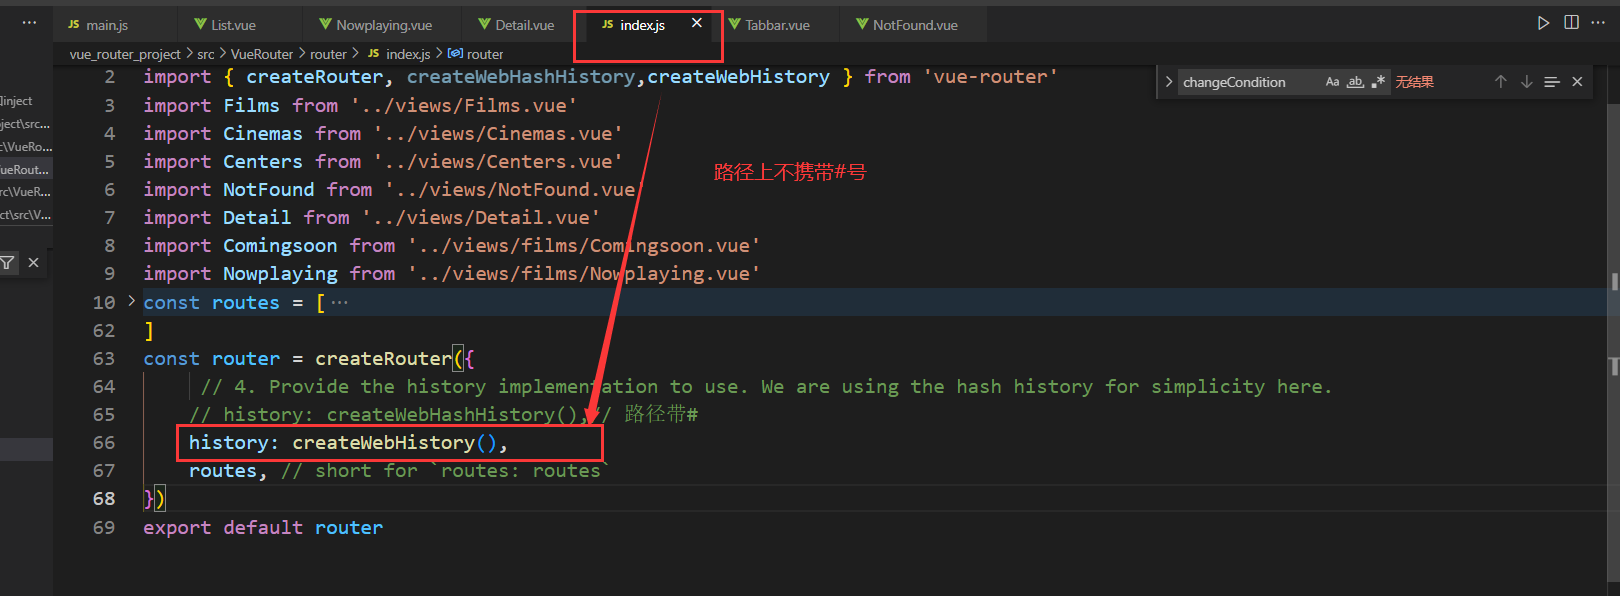 main.js List.vue Nowplaying.vue Detail.vue index.js Tabbar.vue NotFound.vue
vue_router_project > src > VueRouter > router > JS index.js > router
changeCondition Aa ab .* 无结果
]inject
ject\src...
c\VueRo...
VueRout...
rc\VueR...
ct\src\V...
2 import { createRouter, createWebHashHistory,createWebHistory } from 'vue-router'
3 import Films from '../views/Films.vue'
4 import Cinemas from '../views/Cinemas.vue'
5 import Centers from '../views/Centers.vue'
路径上不携带#号
6 import NotFound from '../views/NotFound.vue'
7 import Detail from '../views/Detail.vue'
8 import Comingsoon from '../views/films/Comingsoon.vue'
9 import Nowplaying from '../views/films/Nowplaying.vue'
10 const routes = [ ...
62 ]
63 const router = createRouter({
64 // 4. Provide the history implementation to use. We are using the hash history for simplicity here.
65 // history: createWebHashHistory(),// 路径带#
66 history: createWebHistory(),
67 routes, // short for `routes: routes`
68 })
69 export default router